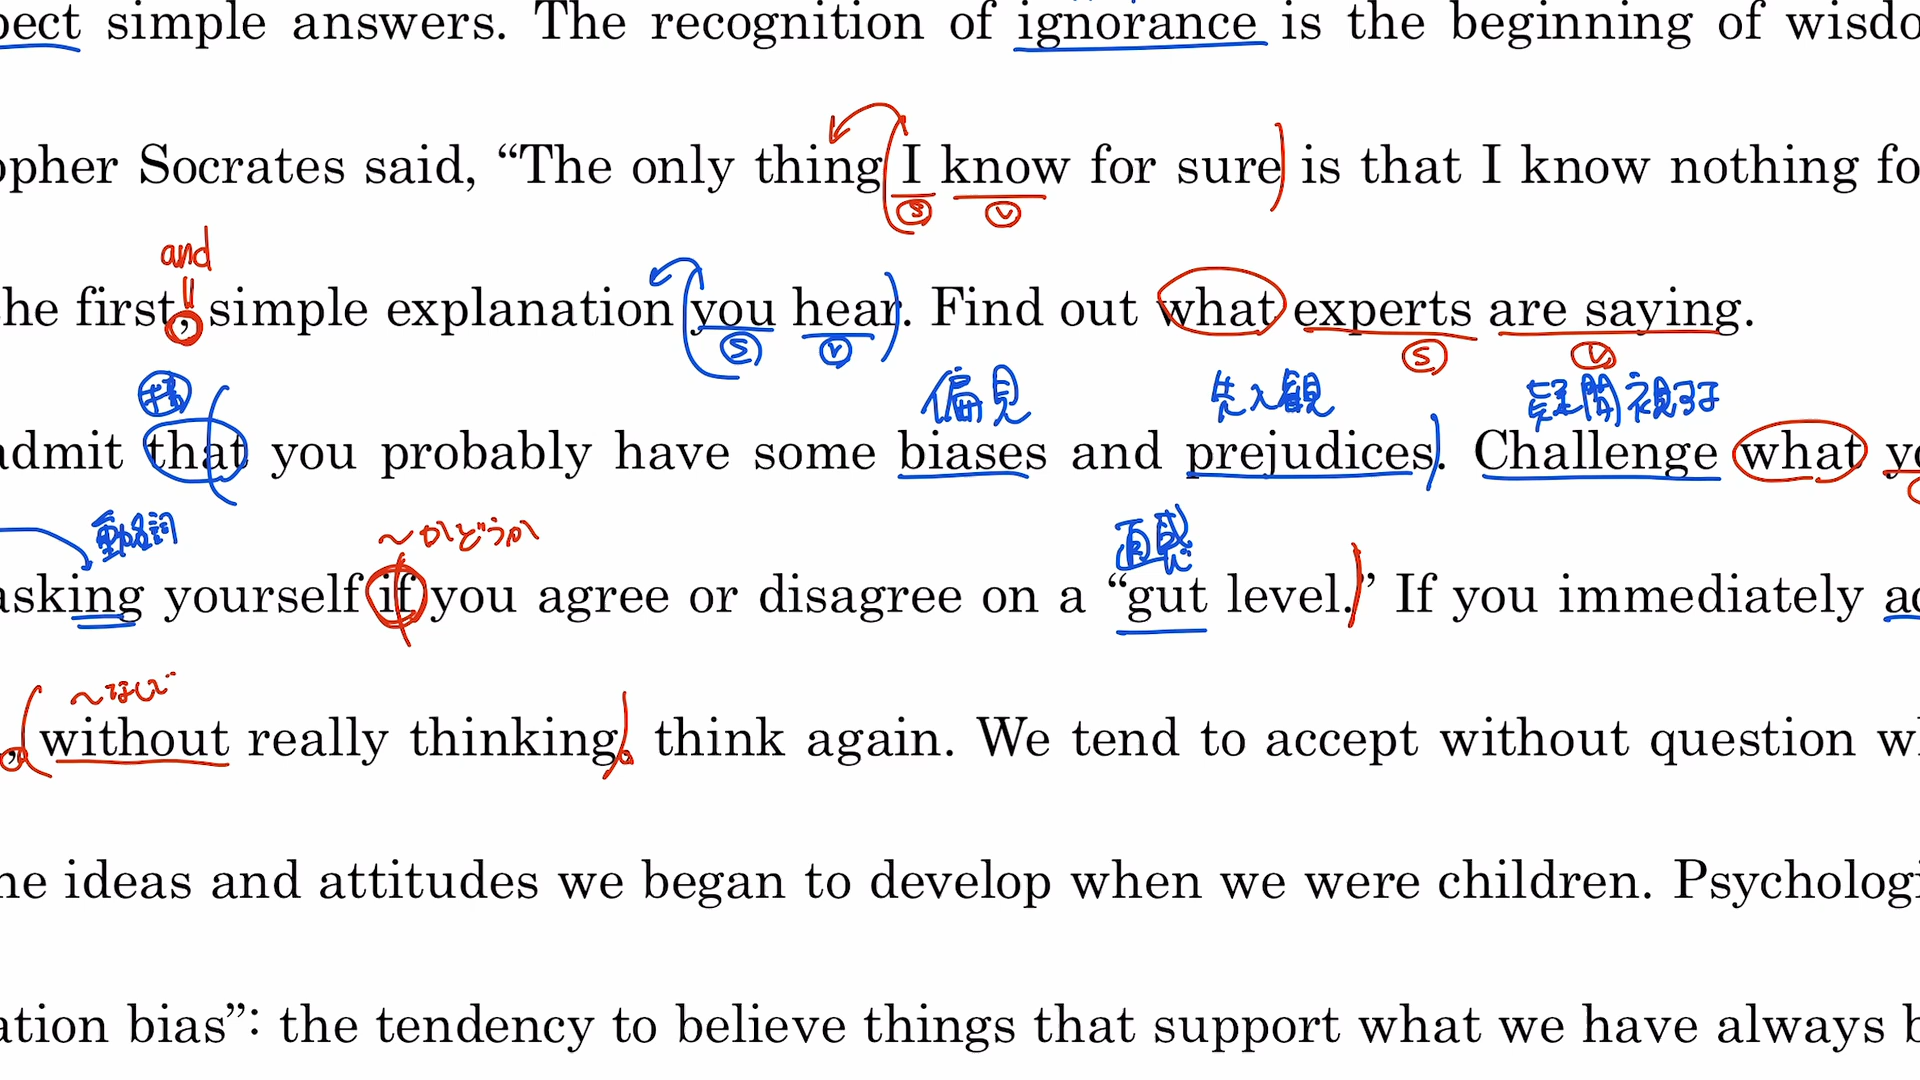 pect simple answers. The recognition of ignorance is the beginning of wisdo
opher Socrates said, “The only thing I know for sure is that I know nothing fo
S V
and
he first, simple explanation you hear. Find out what experts are saying.
S V S V
接 偏見 先入観 疑問視する
admit that you probably have some biases and prejudices. Challenge what yo
動名詞 ~かどうか 直感
asking yourself if you agree or disagree on a “gut level.” If you immediately ac
~ないで
, without really thinking, think again. We tend to accept without question wh
he ideas and attitudes we began to develop when we were children. Psychologi
ation bias”: the tendency to believe things that support what we have always b